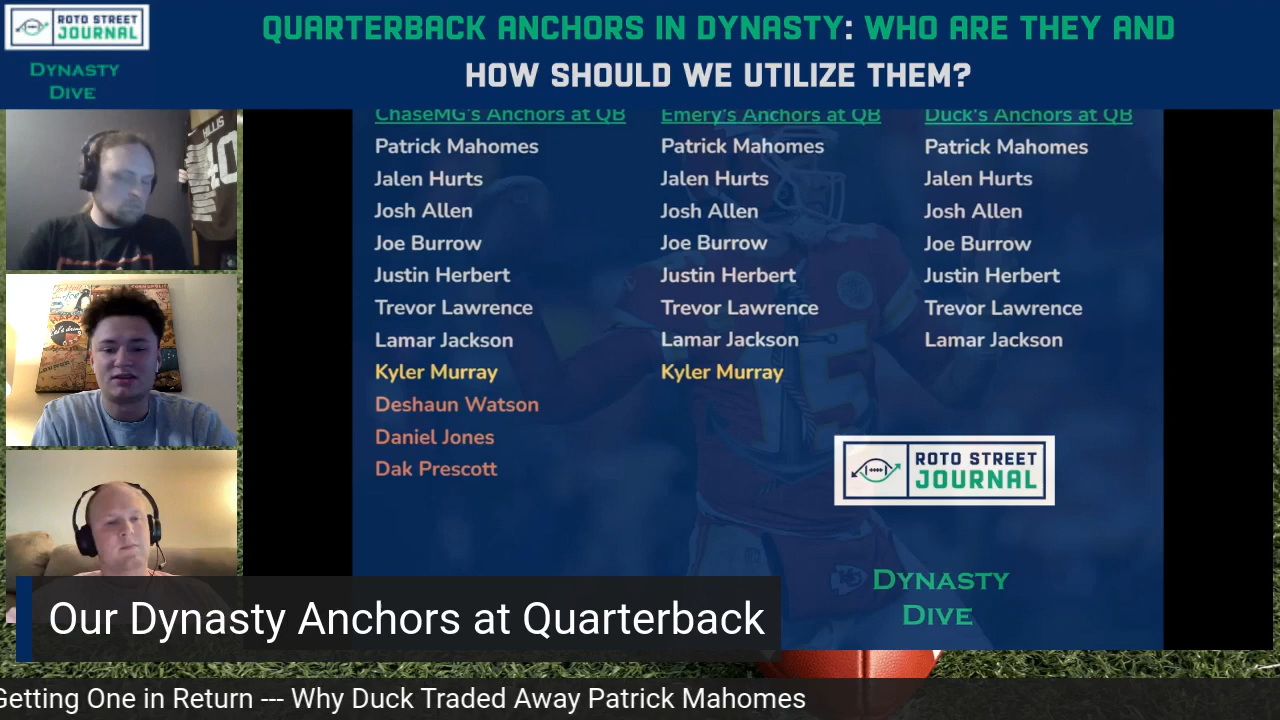 ROTO STREET
JOURNAL
DYNASTY
DIVE
QUARTERBACK ANCHORS IN DYNASTY: WHO ARE THEY AND
HOW SHOULD WE UTILIZE THEM?
HILLIS
40
ChaseMG's Anchors at QB
Patrick Mahomes
Jalen Hurts
Josh Allen
Joe Burrow
Justin Herbert
Trevor Lawrence
Lamar Jackson
Kyler Murray
Deshaun Watson
Daniel Jones
Dak Prescott
Emery's Anchors at QB
Patrick Mahomes
Jalen Hurts
Josh Allen
Joe Burrow
Justin Herbert
Trevor Lawrence
Lamar Jackson
Kyler Murray
Duck's Anchors at QB
Patrick Mahomes
Jalen Hurts
Josh Allen
Joe Burrow
Justin Herbert
Trevor Lawrence
Lamar Jackson
15
ROTO STREET
JOURNAL
DYNASTY
DIVE
Our Dynasty Anchors at Quarterback
Getting One in Return --- Why Duck Traded Away Patrick Mahomes